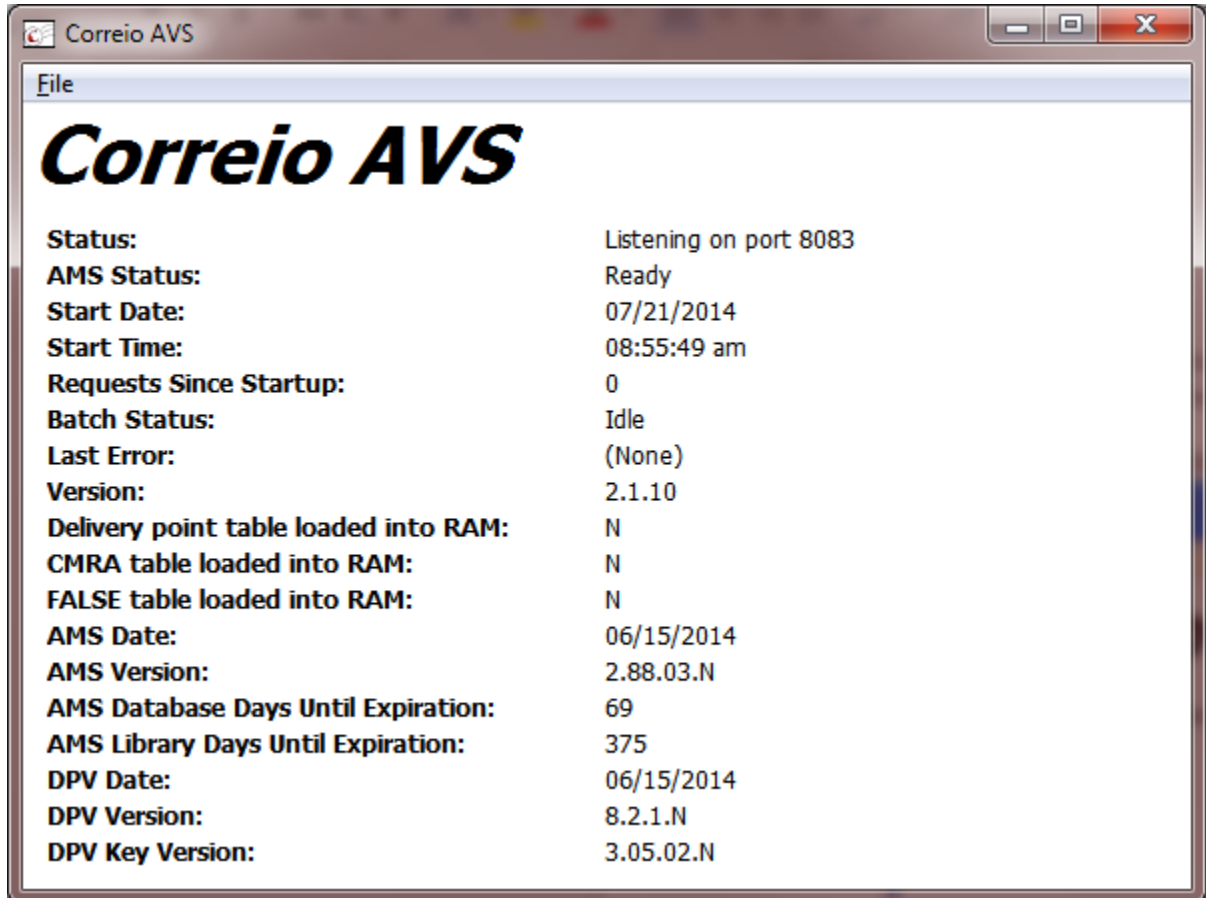 Correio AVS
File
Correio AVS
Status: Listening on port 8083
AMS Status: Ready
Start Date: 07/21/2014
Start Time: 08:55:49 am
Requests Since Startup: 0
Batch Status: Idle
Last Error: (None)
Version: 2.1.10
Delivery point table loaded into RAM: N
CMRA table loaded into RAM: N
FALSE table loaded into RAM: N
AMS Date: 06/15/2014
AMS Version: 2.88.03.N
AMS Database Days Until Expiration: 69
AMS Library Days Until Expiration: 375
DPV Date: 06/15/2014
DPV Version: 8.2.1.N
DPV Key Version: 3.05.02.N